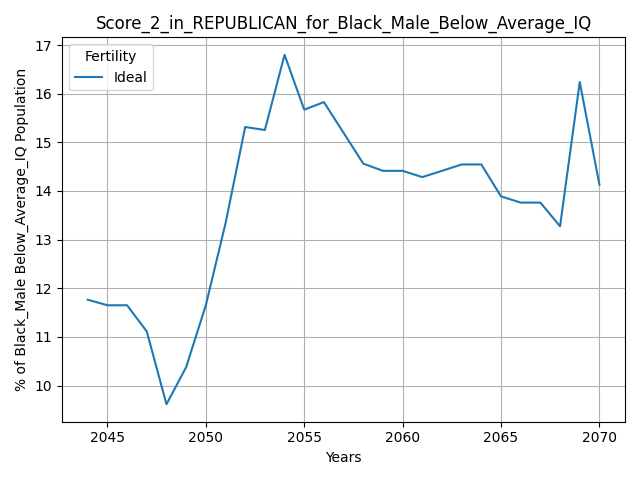 Score_2_in_REPUBLICAN_for_Black_Male_Below_Average_IQ
Fertility
Ideal
% of Black_Male Below_Average_IQ Population
17
16
15
14
13
12
11
10
2045 2050 2055 2060 2065 2070
Years